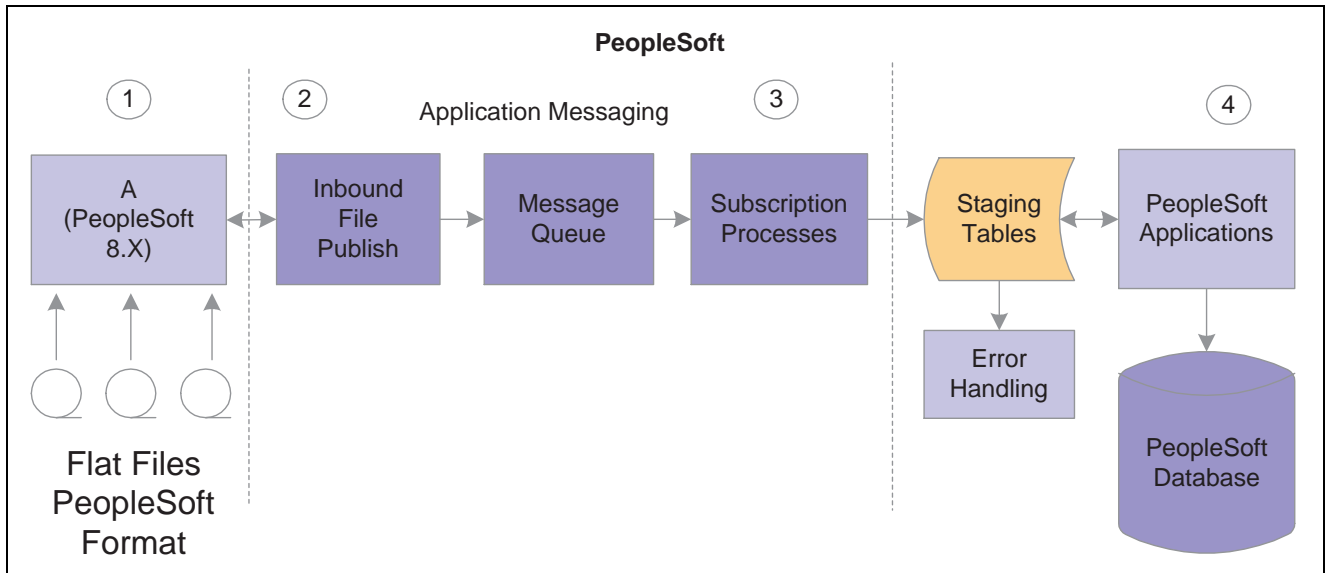 PeopleSoft
1
2
Application Messaging
3
4
A
(PeopleSoft
8.X)
Inbound
File
Publish
Message
Queue
Subscription
Processes
Staging
Tables
PeopleSoft
Applications
Error
Handling
PeopleSoft
Database
Flat Files
PeopleSoft
Format